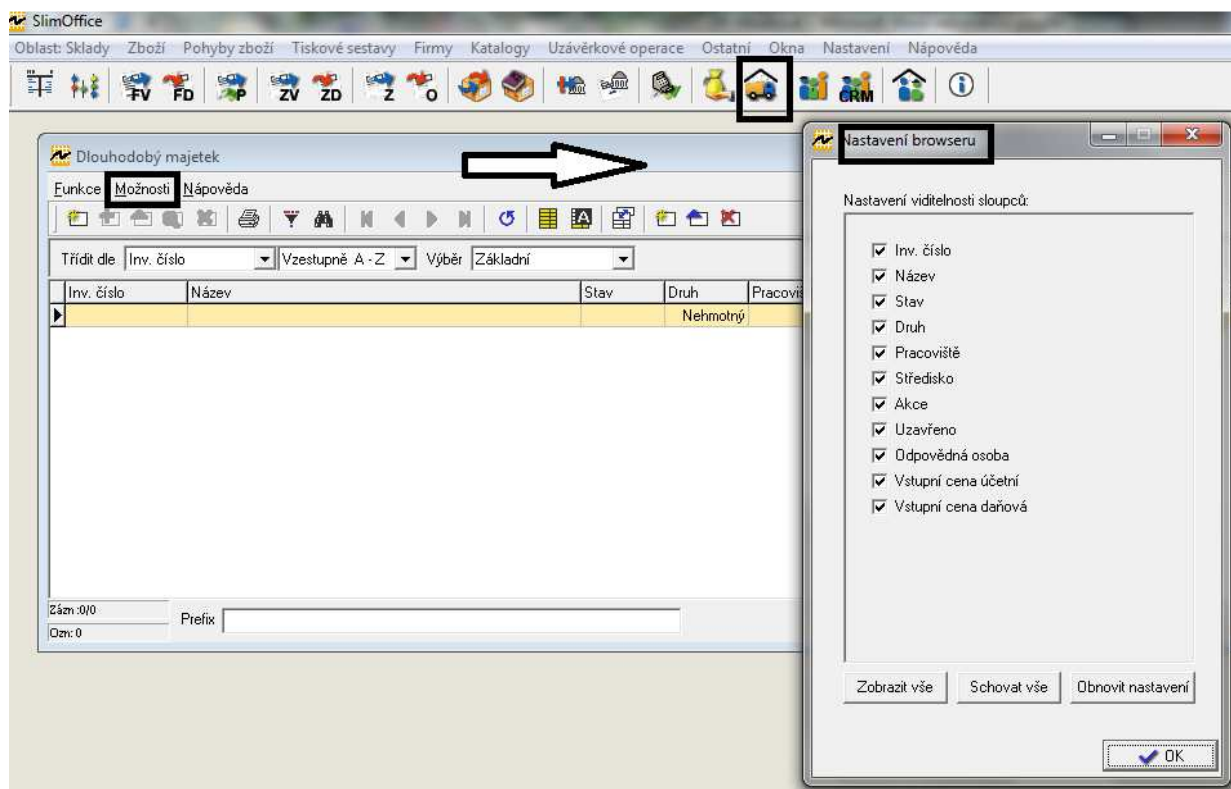 SlimOffice
Oblast: Sklady Zboží Pohyby zboží Tiskové sestavy Firmy Katalogy Uzávěrkové operace Ostatní Okna Nastavení Nápověda
FV FD P ZV ZD Z O CRM
Dlouhodobý majetek
Funkce Možnosti Nápověda
A
Třídit dle Inv. číslo Vzestupně A - Z Výběr Základní
Inv. číslo Název Stav Druh
Nehmotný
Zázn :0/0
Ozn: 0
Prefix
Nastavení browseru
Nastavení viditelnosti sloupců:
Inv. číslo
Název
Stav
Druh
Pracoviště
Středisko
Akce
Uzavřeno
Odpovědná osoba
Vstupní cena účetní
Vstupní cena daňová
Zobrazit vše Schovat vše Obnovit nastavení
OK